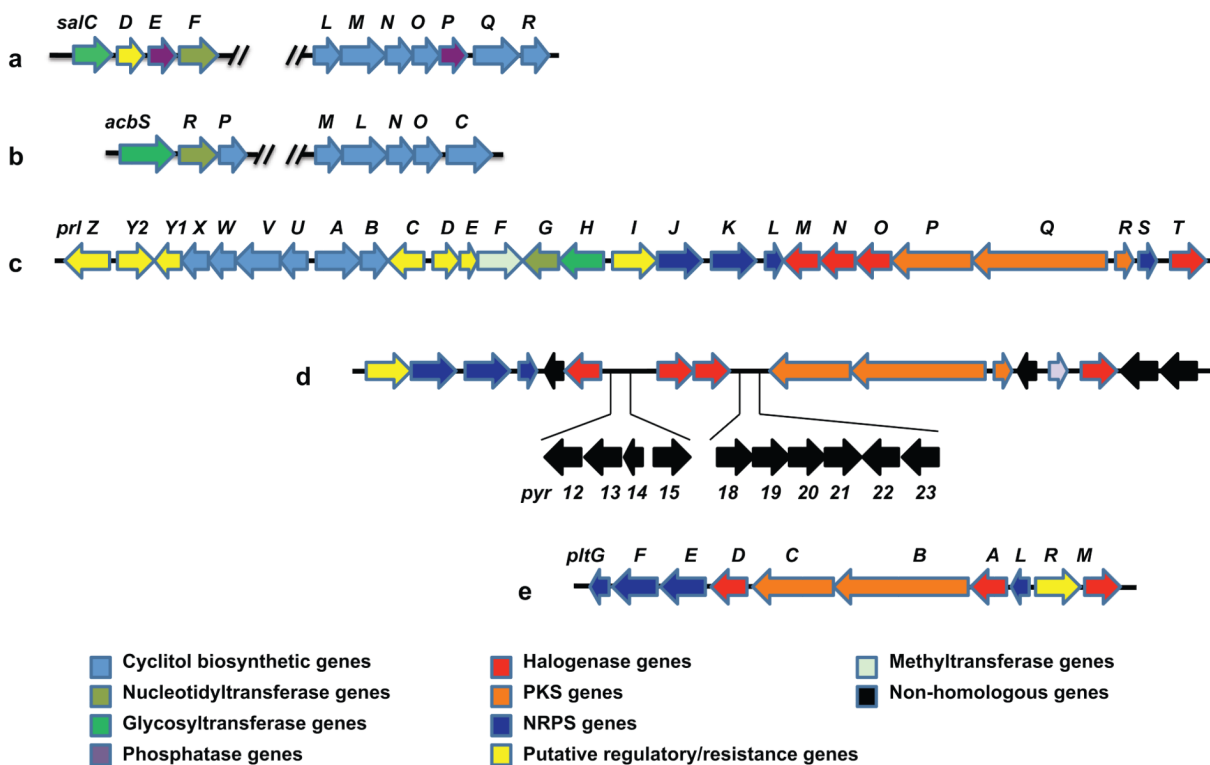 salC D E F L M N O P Q R
a
acbS R P M L N O C
b
prl Z Y2 Y1 X W V U A B C D E F G H I J K L M N O P Q R S T
c
d
pyr 12 13 14 15 18 19 20 21 22 23
pltG F E D C B A L R M
e
Cyclitol biosynthetic genes
Nucleotidyltransferase genes
Glycosyltransferase genes
Phosphatase genes
Halogenase genes
PKS genes
NRPS genes
Putative regulatory/resistance genes
Methyltransferase genes
Non-homologous genes